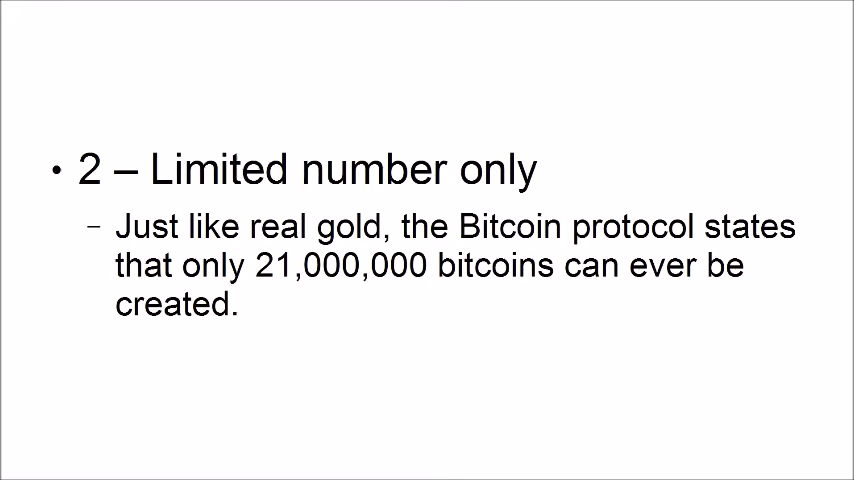 • 2 – Limited number only
– Just like real gold, the Bitcoin protocol states
that only 21,000,000 bitcoins can ever be
created.